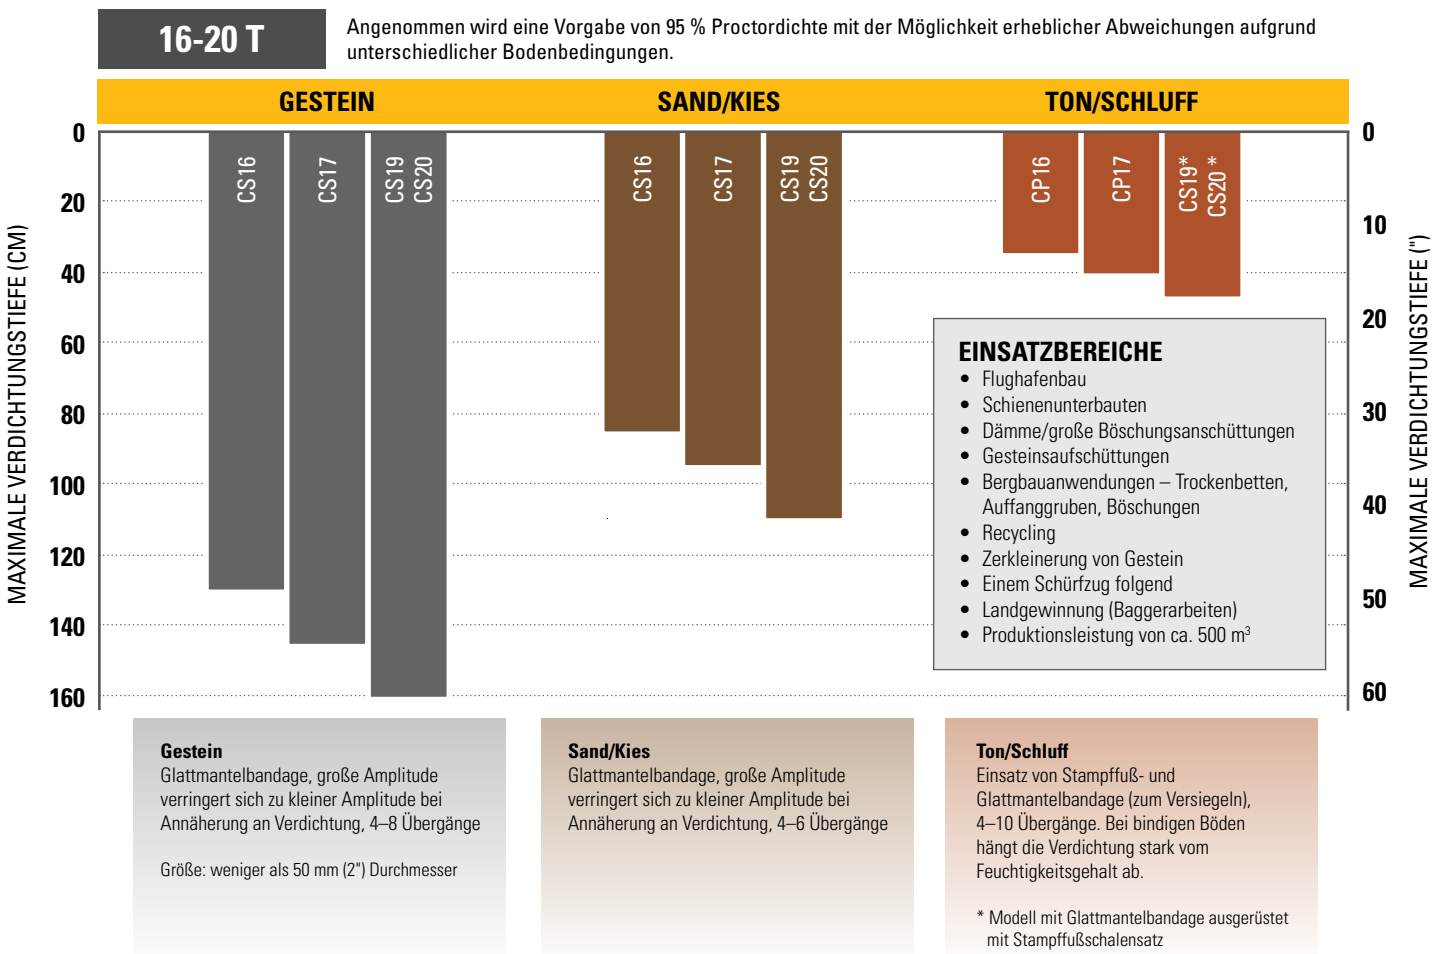 16-20 T
Angenommen wird eine Vorgabe von 95 % Proctordichte mit der Möglichkeit erheblicher Abweichungen aufgrund
unterschiedlicher Bodenbedingungen.
GESTEIN
SAND/KIES
TON/SCHLUFF
MAXIMALE VERDICHTUNGSTIEFE (CM)
0
20
40
60
80
100
120
140
160
CS16
CS17
CS19
CS20
CS16
CS17
CS19
CS20
CP16
CP17
CS19*
CS20 *
0
10
20
30
40
50
60
MAXIMALE VERDICHTUNGSTIEFE (")
EINSATZBEREICHE
• Flughafenbau
• Schienenunterbauten
• Dämme/große Böschungsanschüttungen
• Gesteinsaufschüttungen
• Bergbauanwendungen – Trockenbetten,
Auffanggruben, Böschungen
• Recycling
• Zerkleinerung von Gestein
• Einem Schürfzug folgend
• Landgewinnung (Baggerarbeiten)
• Produktionsleistung von ca. 500 m³
Gestein
Glattmantelbandage, große Amplitude
verringert sich zu kleiner Amplitude bei
Annäherung an Verdichtung, 4–8 Übergänge
Größe: weniger als 50 mm (2") Durchmesser
Sand/Kies
Glattmantelbandage, große Amplitude
verringert sich zu kleiner Amplitude bei
Annäherung an Verdichtung, 4–6 Übergänge
Ton/Schluff
Einsatz von Stampffuß- und
Glattmantelbandage (zum Versiegeln),
4–10 Übergänge. Bei bindigen Böden
hängt die Verdichtung stark vom
Feuchtigkeitsgehalt ab.
* Modell mit Glattmantelbandage ausgerüstet
mit Stampffußschalensatz